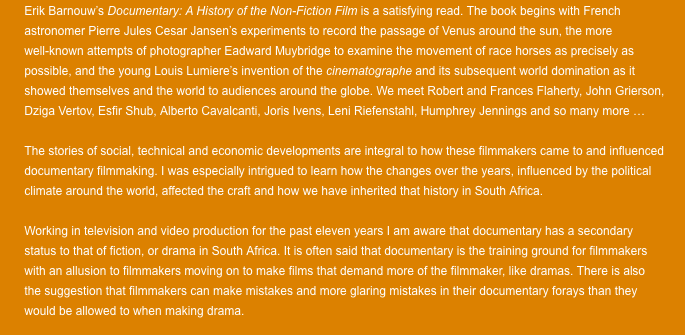 Erik Barnouw's Documentary: A History of the Non-Fiction Film is a satisfying read. The book begins with French
astronomer Pierre Jules Cesar Jansen's experiments to record the passage of Venus around the sun, the more
well-known attempts of photographer Eadward Muybridge to examine the movement of race horses as precisely as
possible, and the young Louis Lumiere's invention of the cinematographe and its subsequent world domination as it
showed themselves and the world to audiences around the globe. We meet Robert and Frances Flaherty, John Grierson,
Dziga Vertov, Esfir Shub, Alberto Cavalcanti, Joris Ivens, Leni Riefenstahl, Humphrey Jennings and so many more …
The stories of social, technical and economic developments are integral to how these filmmakers came to and influenced
documentary filmmaking. I was especially intrigued to learn how the changes over the years, influenced by the political
climate around the world, affected the craft and how we have inherited that history in South Africa.
Working in television and video production for the past eleven years I am aware that documentary has a secondary
status to that of fiction, or drama in South Africa. It is often said that documentary is the training ground for filmmakers
with an allusion to filmmakers moving on to make films that demand more of the filmmaker, like dramas. There is also
the suggestion that filmmakers can make mistakes and more glaring mistakes in their documentary forays than they
would be allowed to when making drama.